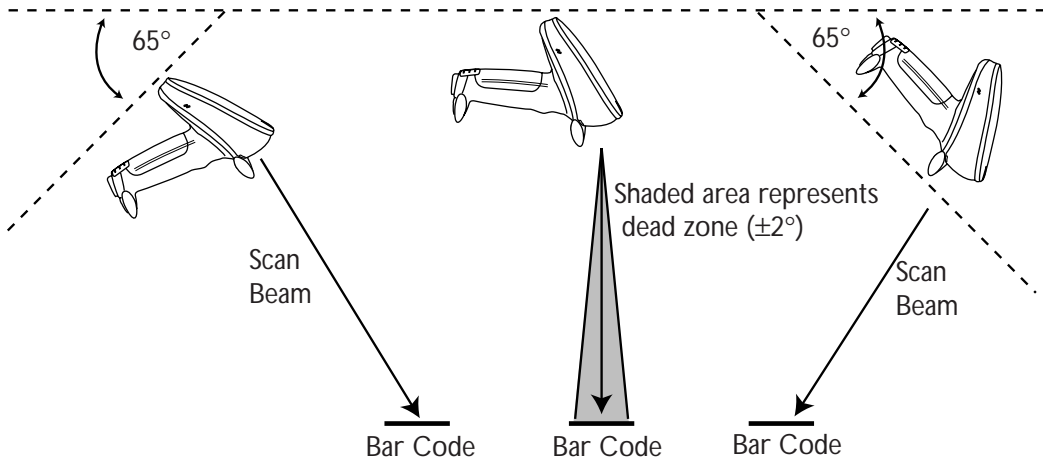 65°
65°
Shaded area represents
dead zone (±2°)
Scan
Beam
Scan
Beam
Bar Code
Bar Code
Bar Code